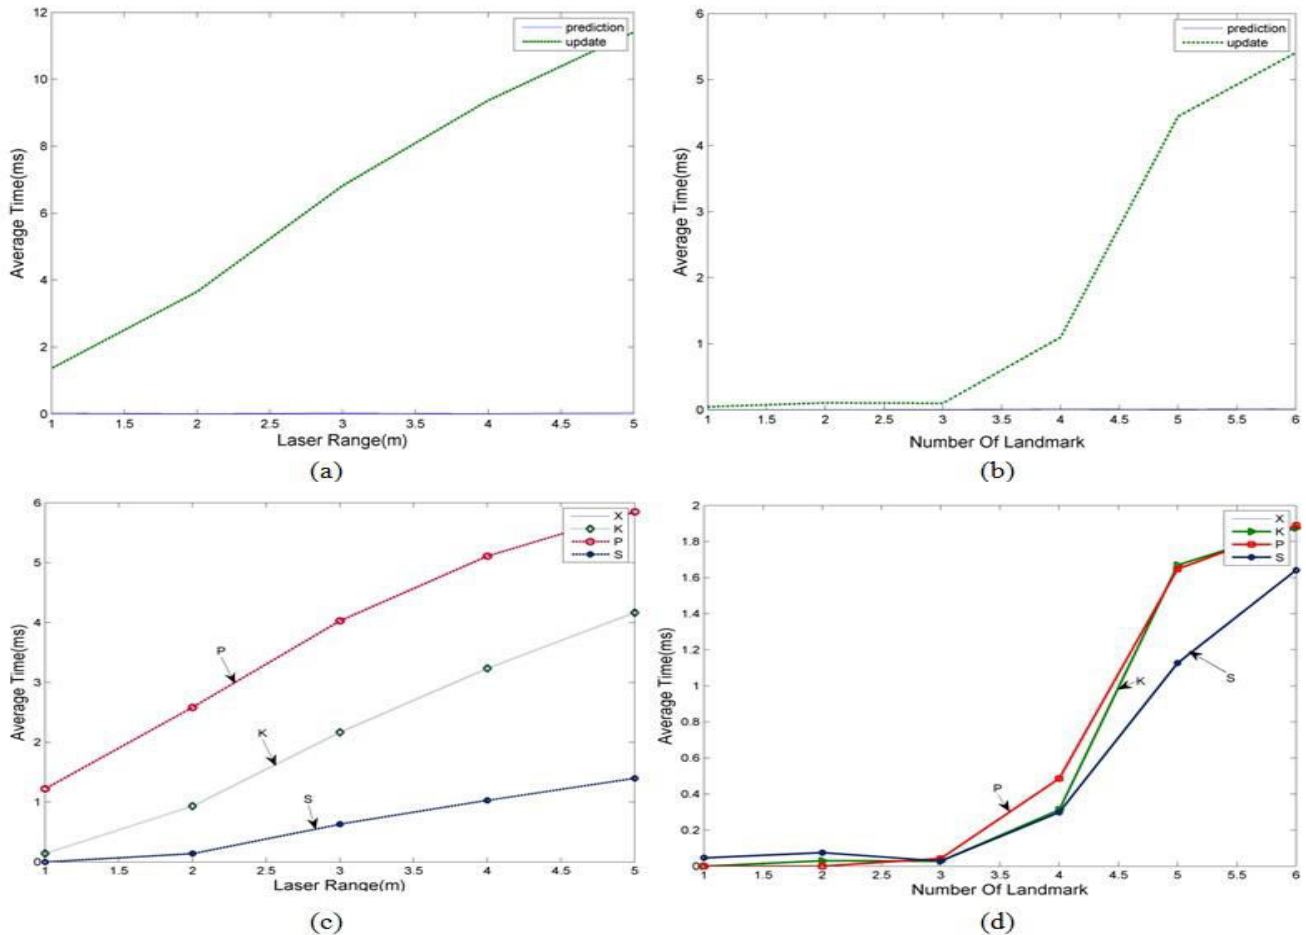 12
10
8
6
4
2
0
Average Time(ms)
prediction
update
1 1.5 2 2.5 3 3.5 4 4.5 5
Laser Range(m)
(a)
6
5
4
3
2
1
0
Average Time(ms)
prediction
update
1 1.5 2 2.5 3 3.5 4 4.5 5 5.5 6
Number Of Landmark
(b)
6
5
4
3
2
1
0
Average Time(ms)
X
K
P
S
P
K
S
1 1.5 2 2.5 3 3.5 4 4.5 5
Laser Range(m)
(c)
2
1.8
1.6
1.4
1.2
1
0.8
0.6
0.4
0.2
0
Average Time(ms)
X
K
P
S
K
S
P
1 1.5 2 2.5 3 3.5 4 4.5 5 5.5 6
Number Of Landmark
(d)